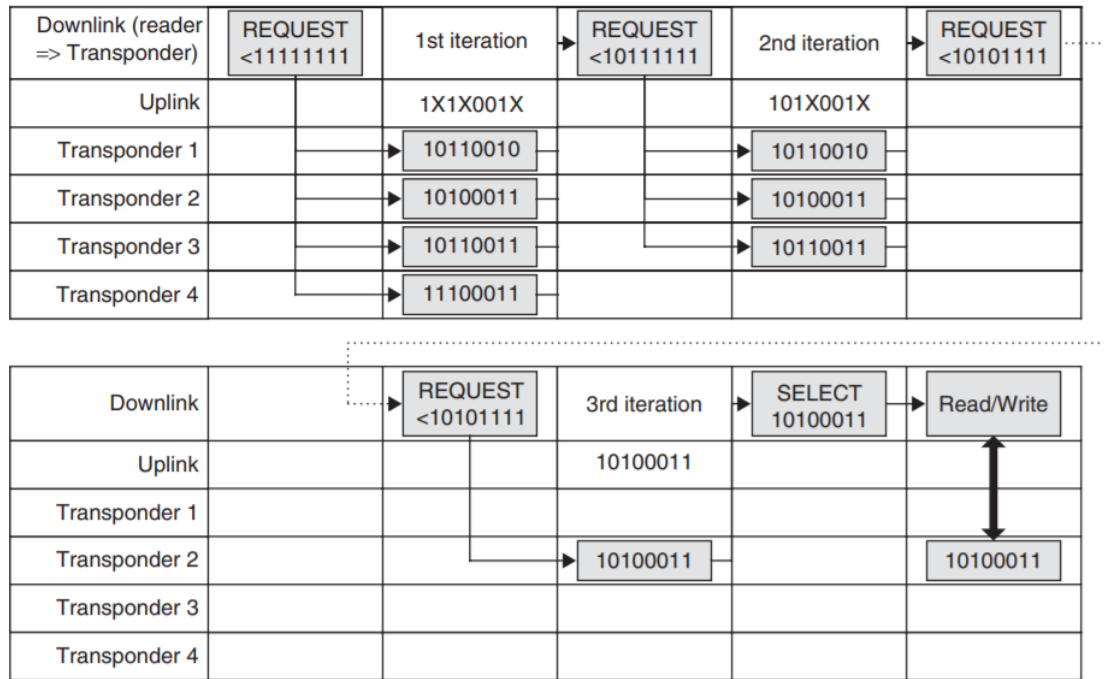 Downlink (reader => Transponder) REQUEST <11111111 1st iteration REQUEST <10111111 2nd iteration REQUEST <10101111
Uplink 1X1X001X 101X001X
Transponder 1 10110010 10110010
Transponder 2 10100011 10100011
Transponder 3 10110011 10110011
Transponder 4 11100011
Downlink REQUEST <10101111 3rd iteration SELECT 10100011 Read/Write
Uplink 10100011
Transponder 1
Transponder 2 10100011 10100011
Transponder 3
Transponder 4